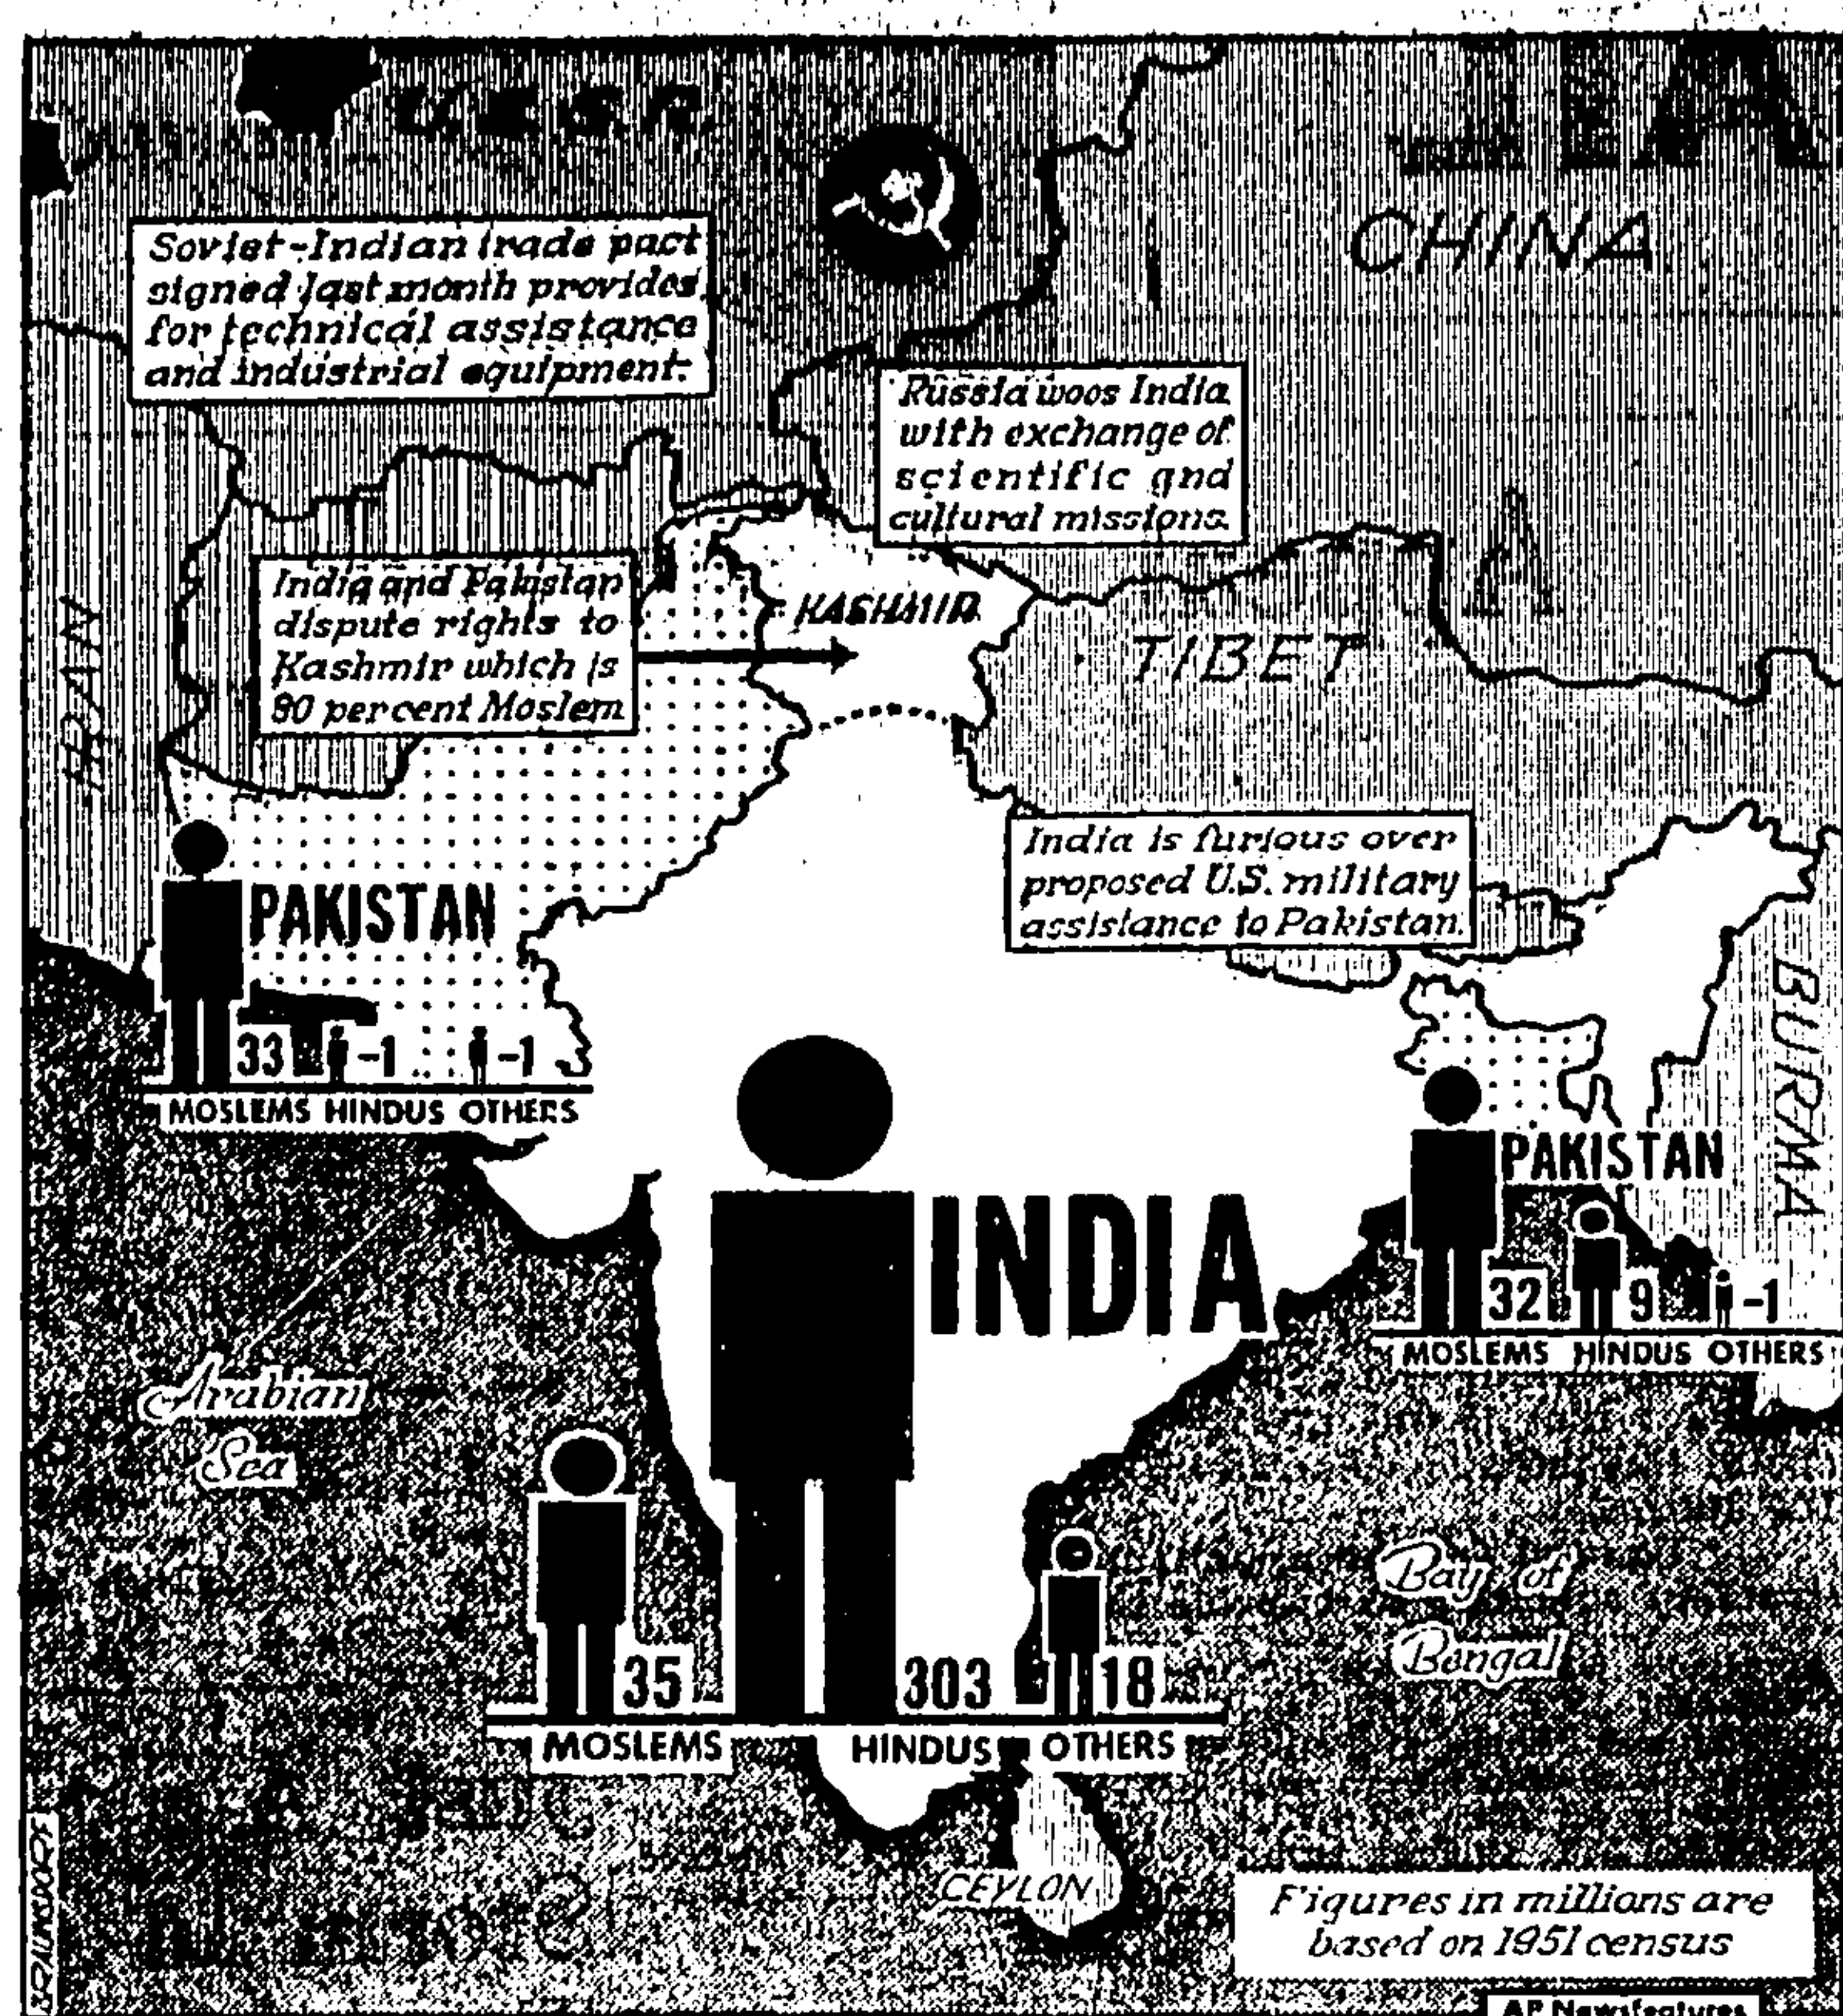 U.S.S.R.
CHINA
Soviet-Indian trade pact
signed last month provides
for technical assistance
and industrial equipment.
Russia woos India
with exchange of
scientific and
cultural missions.
India and Pakistan
dispute rights to
Kashmir which is
80 percent Moslem
KASHMIR
TIBET
IRAN
India is furious over
proposed U.S. military
assistance to Pakistan.
PAKISTAN
33 -1 -1
MOSLEMS HINDUS OTHERS
BURMA
PAKISTAN
32 9 -1
MOSLEMS HINDUS OTHERS
INDIA
Arabian
Sea
Bay of
Bengal
35 303 18
MOSLEMS HINDUS OTHERS
CEYLON
Figures in millions are
based on 1951 census
AP Newsfeatures